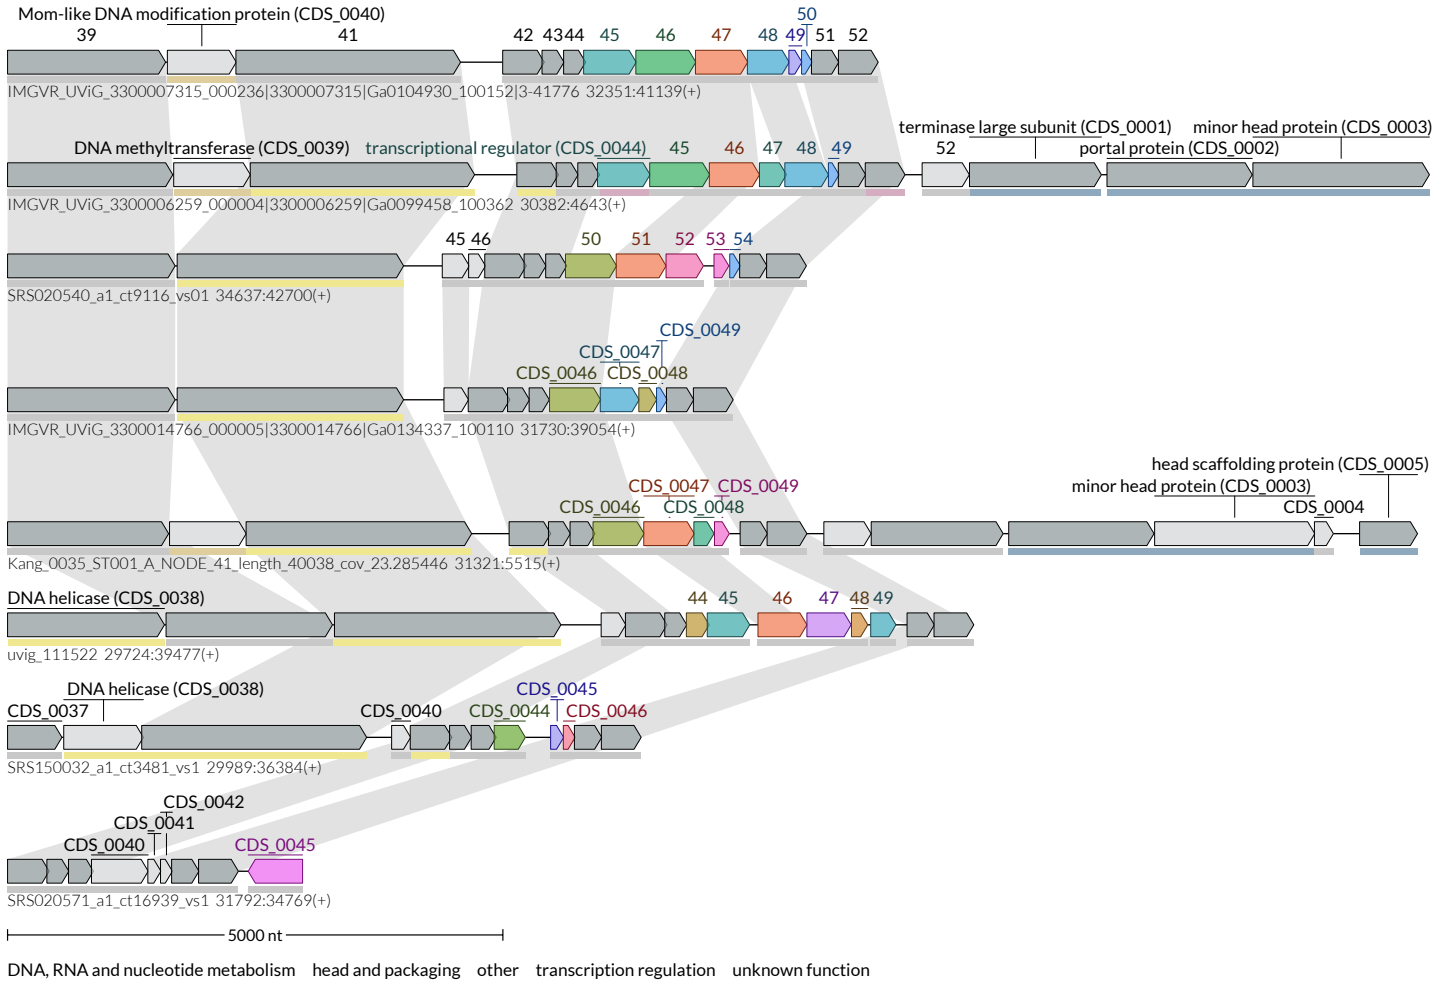 Mom-like DNA modification protein (CDS_0040) 50
39 41 42 43 44 45 46 47 48 49 51 52
IMGVR_UViG_3300007315_000236|3300007315|Ga0104930_100152|3-41776 32351:41139(+)
terminase large subunit (CDS_0001) minor head protein (CDS_0003)
DNA methyltransferase (CDS_0039) transcriptional regulator (CDS_0044) 45 46 47 48 49 52 portal protein (CDS_0002)
IMGVR_UViG_3300006259_000004|3300006259|Ga0099458_100362 30382:4643(+)
45 46 50 51 52 53 54
SRS020540_a1_ct9116_vs01 34637:42700(+)
CDS_0049
CDS_0047
CDS_0046 CDS_0048
IMGVR_UViG_3300014766_000005|3300014766|Ga0134337_100110 31730:39054(+)
head scaffolding protein (CDS_0005)
CDS_0047 CDS_0049 minor head protein (CDS_0003)
CDS_0046 CDS_0048 CDS_0004
Kang_0035_ST001_A_NODE_41_length_40038_cov_23.285446 31321:5515(+)
DNA helicase (CDS_0038) 44 45 46 47 48 49
uvig_111522 29724:39477(+)
DNA helicase (CDS_0038) CDS_0045
CDS_0037 CDS_0040 CDS_0044 CDS_0046
SRS150032_a1_ct3481_vs1 29989:36384(+)
CDS_0042
CDS_0041
CDS_0040 CDS_0045
SRS020571_a1_ct16939_vs1 31792:34769(+)
5000 nt
DNA, RNA and nucleotide metabolism head and packaging other transcription regulation unknown function